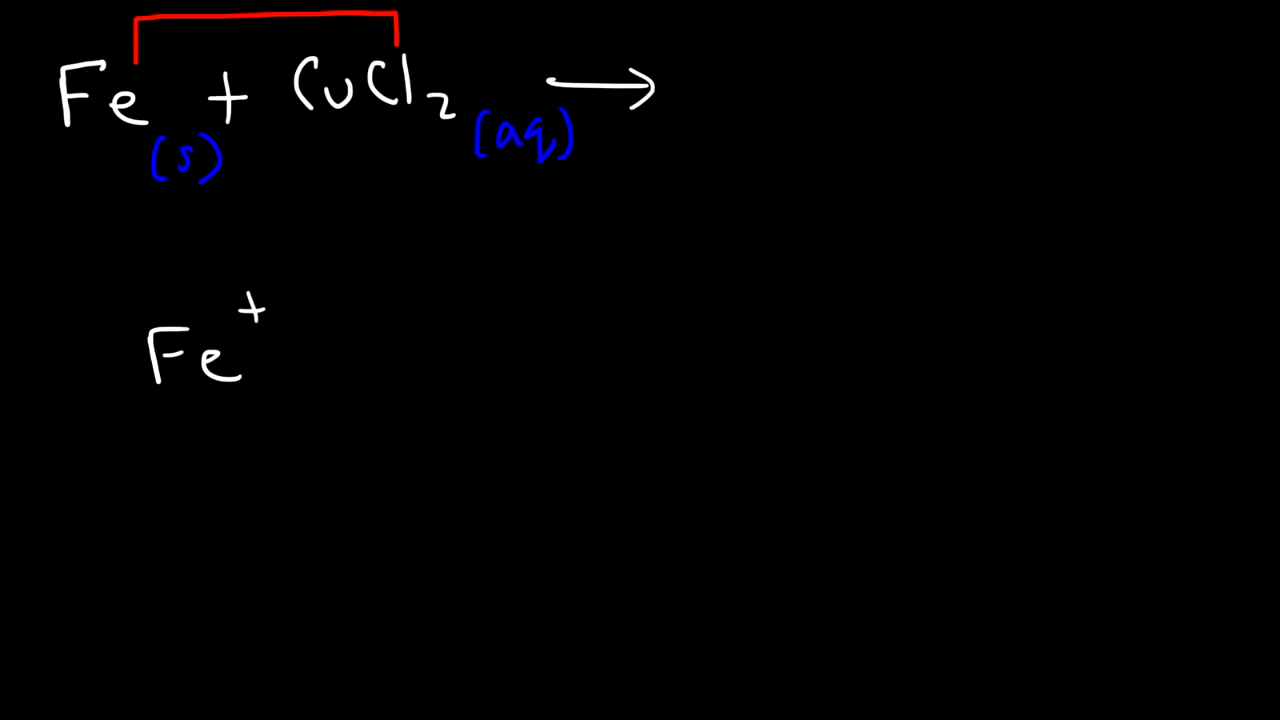 Fe(s) + CuCl₂(aq) ⟶
Fe⁺